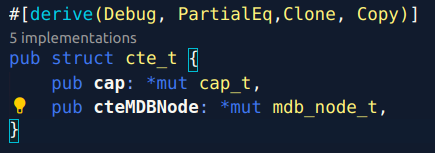 #[derive(Debug, PartialEq,Clone, Copy)]
5 implementations
pub struct cte_t {
pub cap: *mut cap_t,
pub cteMDBNode: *mut mdb_node_t,
}